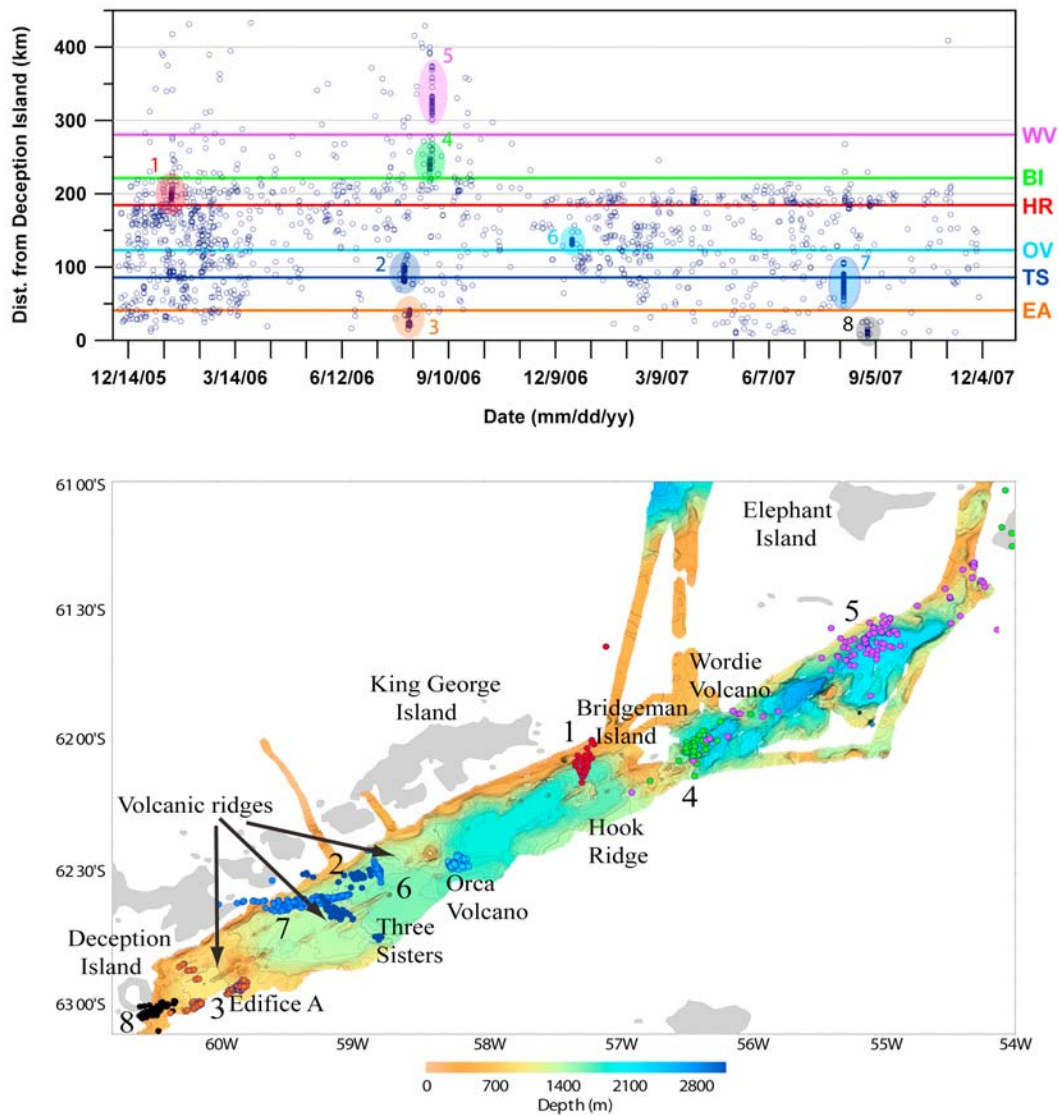 Dist. from Deception Island (km)
400
300
200
100
0
5
4
1
6
2
7
3
8
WV
BI
HR
OV
TS
EA
12/14/05 3/14/06 6/12/06 9/10/06 12/9/06 3/9/07 6/7/07 9/5/07 12/4/07
Date (mm/dd/yy)
61 00'S
61 30'S
62 00'S
62 30'S
63 00'S
Elephant
Island
5
Wordie
Volcano
King George
Island
Bridgeman
Island
1
4
Hook
Ridge
Volcanic ridges
2
6
Orca
Volcano
7
Three
Sisters
Deception
Island
3
Edifice A
8
60W 59W 58W 57W 56W 55W 54W
0 700 1400 2100 2800
Depth (m)